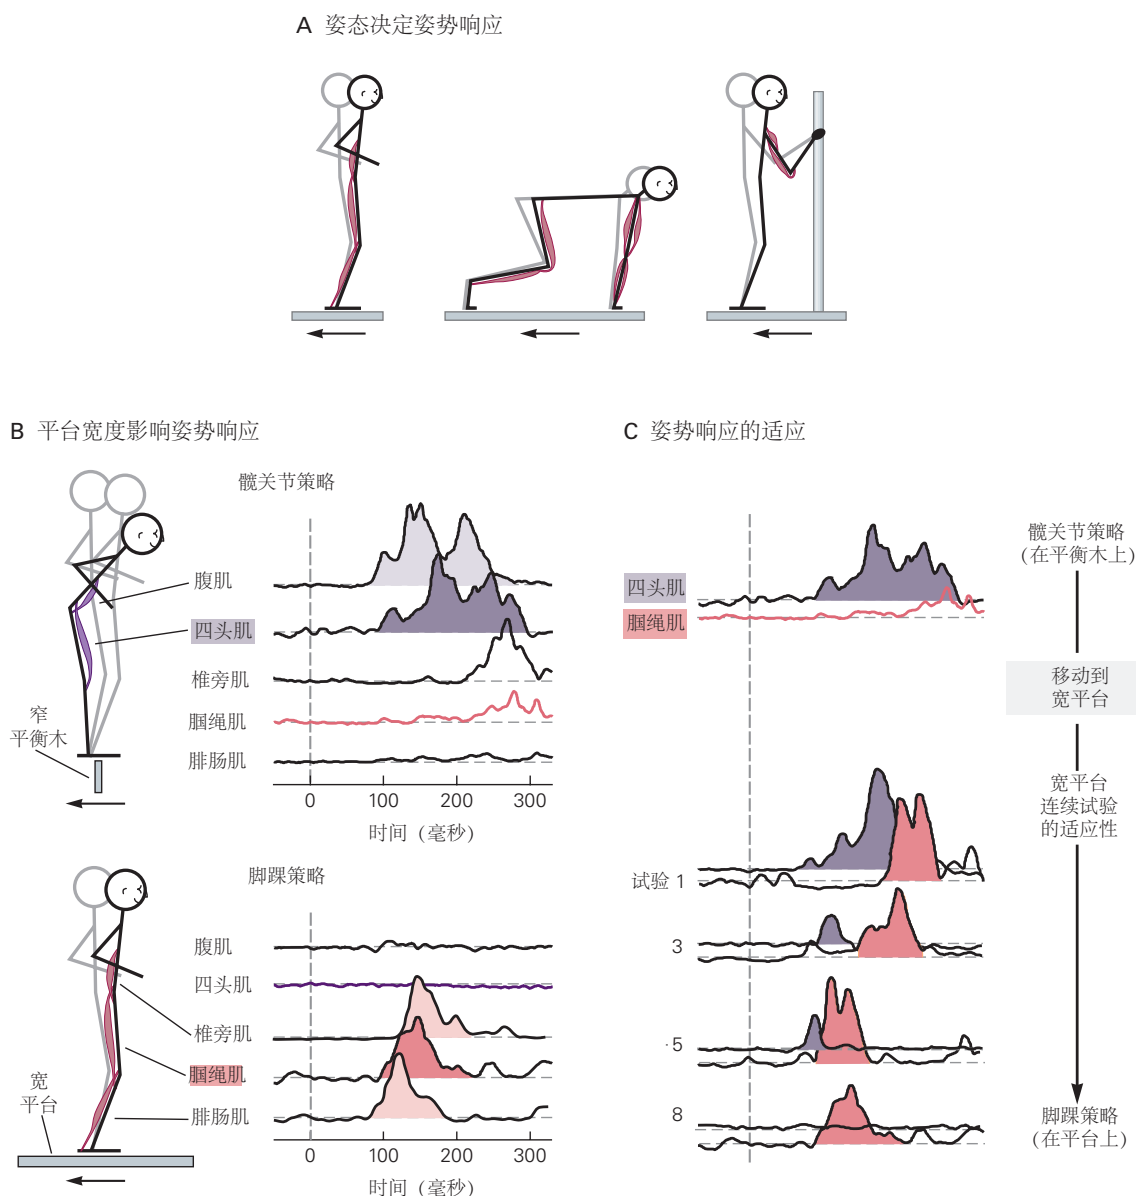 A 姿态决定姿势响应
B 平台宽度影响姿势响应
髋关节策略
腹肌
四头肌
椎旁肌
腘绳肌
腓肠肌
窄
平衡木
0 100 200 300
时间（毫秒）
脚踝策略
腹肌
四头肌
椎旁肌
腘绳肌
腓肠肌
宽
平台
0 100 200 300
时间（毫秒）
C 姿势响应的适应
四头肌
腘绳肌
髋关节策略
(在平衡木上)
移动到
宽平台
宽平台
连续试验
的适应性
试验 1
3
·5
8
脚踝策略
(在平台上)